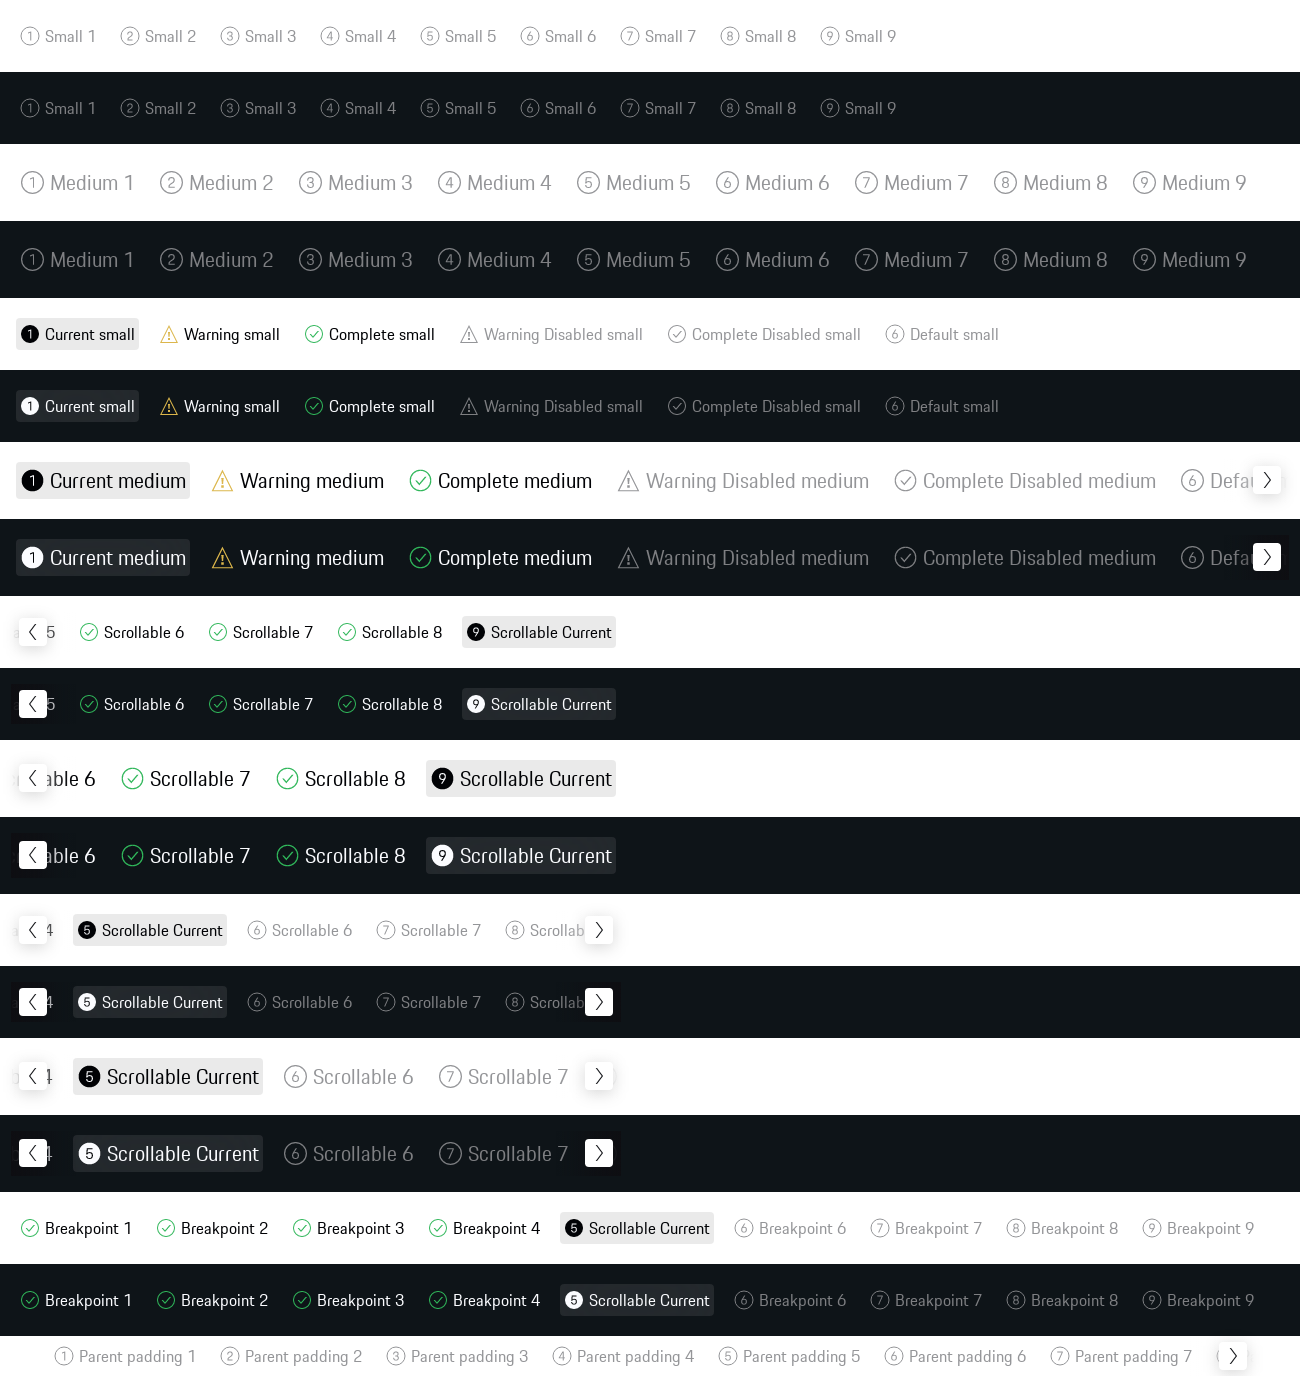 1 Small 1 2 Small 2 3 Small 3 4 Small 4 5 Small 5 6 Small 6 7 Small 7 8 Small 8 9 Small 9
1 Small 1 2 Small 2 3 Small 3 4 Small 4 5 Small 5 6 Small 6 7 Small 7 8 Small 8 9 Small 9
1 Medium 1 2 Medium 2 3 Medium 3 4 Medium 4 5 Medium 5 6 Medium 6 7 Medium 7 8 Medium 8 9 Medium 9
1 Medium 1 2 Medium 2 3 Medium 3 4 Medium 4 5 Medium 5 6 Medium 6 7 Medium 7 8 Medium 8 9 Medium 9
1 Current small Warning small Complete small Warning Disabled small Complete Disabled small 6 Default small
1 Current small Warning small Complete small Warning Disabled small Complete Disabled small 6 Default small
1 Current medium Warning medium Complete medium Warning Disabled medium Complete Disabled medium 6 Defau
1 Current medium Warning medium Complete medium Warning Disabled medium Complete Disabled medium 6 Defau
5 Scrollable 6 Scrollable 7 Scrollable 8 9 Scrollable Current
5 Scrollable 6 Scrollable 7 Scrollable 8 9 Scrollable Current
able 6 Scrollable 7 Scrollable 8 9 Scrollable Current
able 6 Scrollable 7 Scrollable 8 9 Scrollable Current
4 5 Scrollable Current 6 Scrollable 6 7 Scrollable 7 8 Scrollab
4 5 Scrollable Current 6 Scrollable 6 7 Scrollable 7 8 Scrollab
4 5 Scrollable Current 6 Scrollable 6 7 Scrollable 7
4 5 Scrollable Current 6 Scrollable 6 7 Scrollable 7
Breakpoint 1 Breakpoint 2 Breakpoint 3 Breakpoint 4 5 Scrollable Current 6 Breakpoint 6 7 Breakpoint 7 8 Breakpoint 8 9 Breakpoint 9
Breakpoint 1 Breakpoint 2 Breakpoint 3 Breakpoint 4 5 Scrollable Current 6 Breakpoint 6 7 Breakpoint 7 8 Breakpoint 8 9 Breakpoint 9
1 Parent padding 1 2 Parent padding 2 3 Parent padding 3 4 Parent padding 4 5 Parent padding 5 6 Parent padding 6 7 Parent padding 7